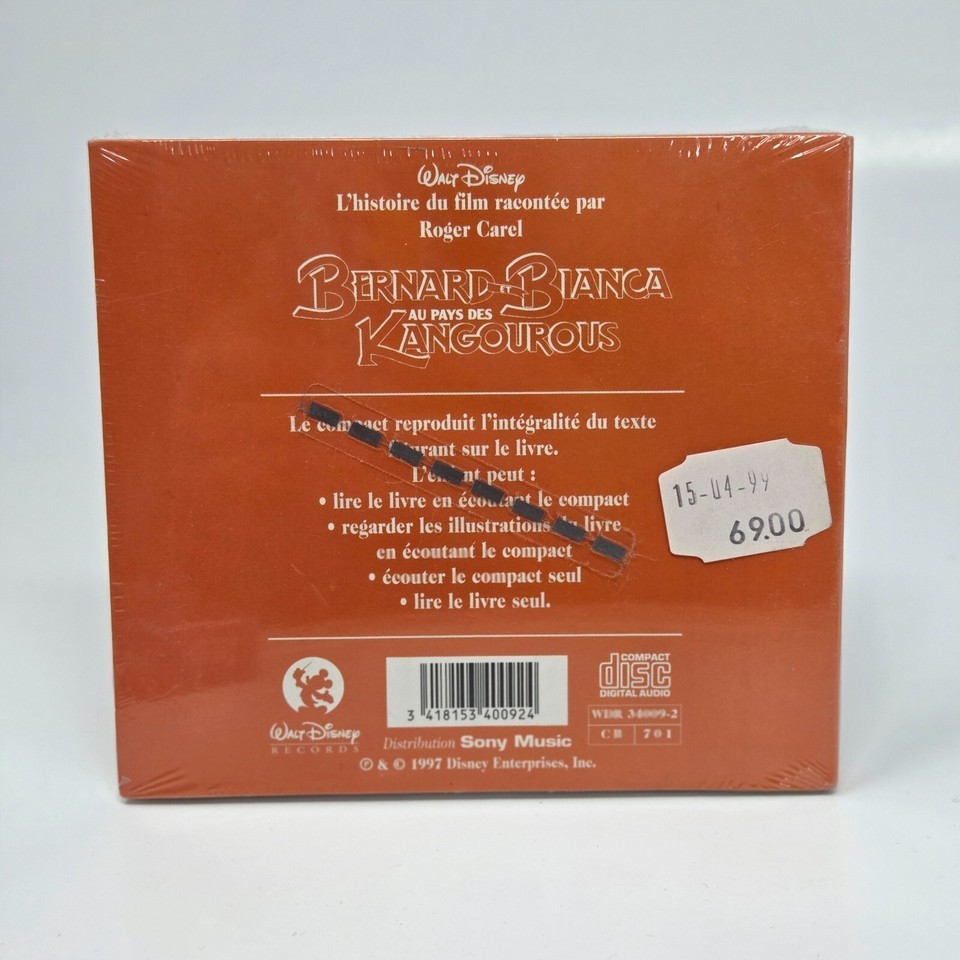 WALT DISNEY
L'histoire du film racontée par
Roger Carel
BERNARD ET BIANCA
AU PAYS DES
KANGOUROUS
Le compact reproduit l'intégralité du texte
figurant sur le livre.
L'enfant peut :
• lire le livre en écoutant le compact
• regarder les illustrations du livre
en écoutant le compact
• écouter le compact seul
• lire le livre seul.
15-04-99
69.00
WALT DISNEY
RECORDS
3 418153 400924
Distribution Sony Music
℗ & © 1997 Disney Enterprises, Inc.
COMPACT
disc
DIGITAL AUDIO
WDR 34009-2
CB 701